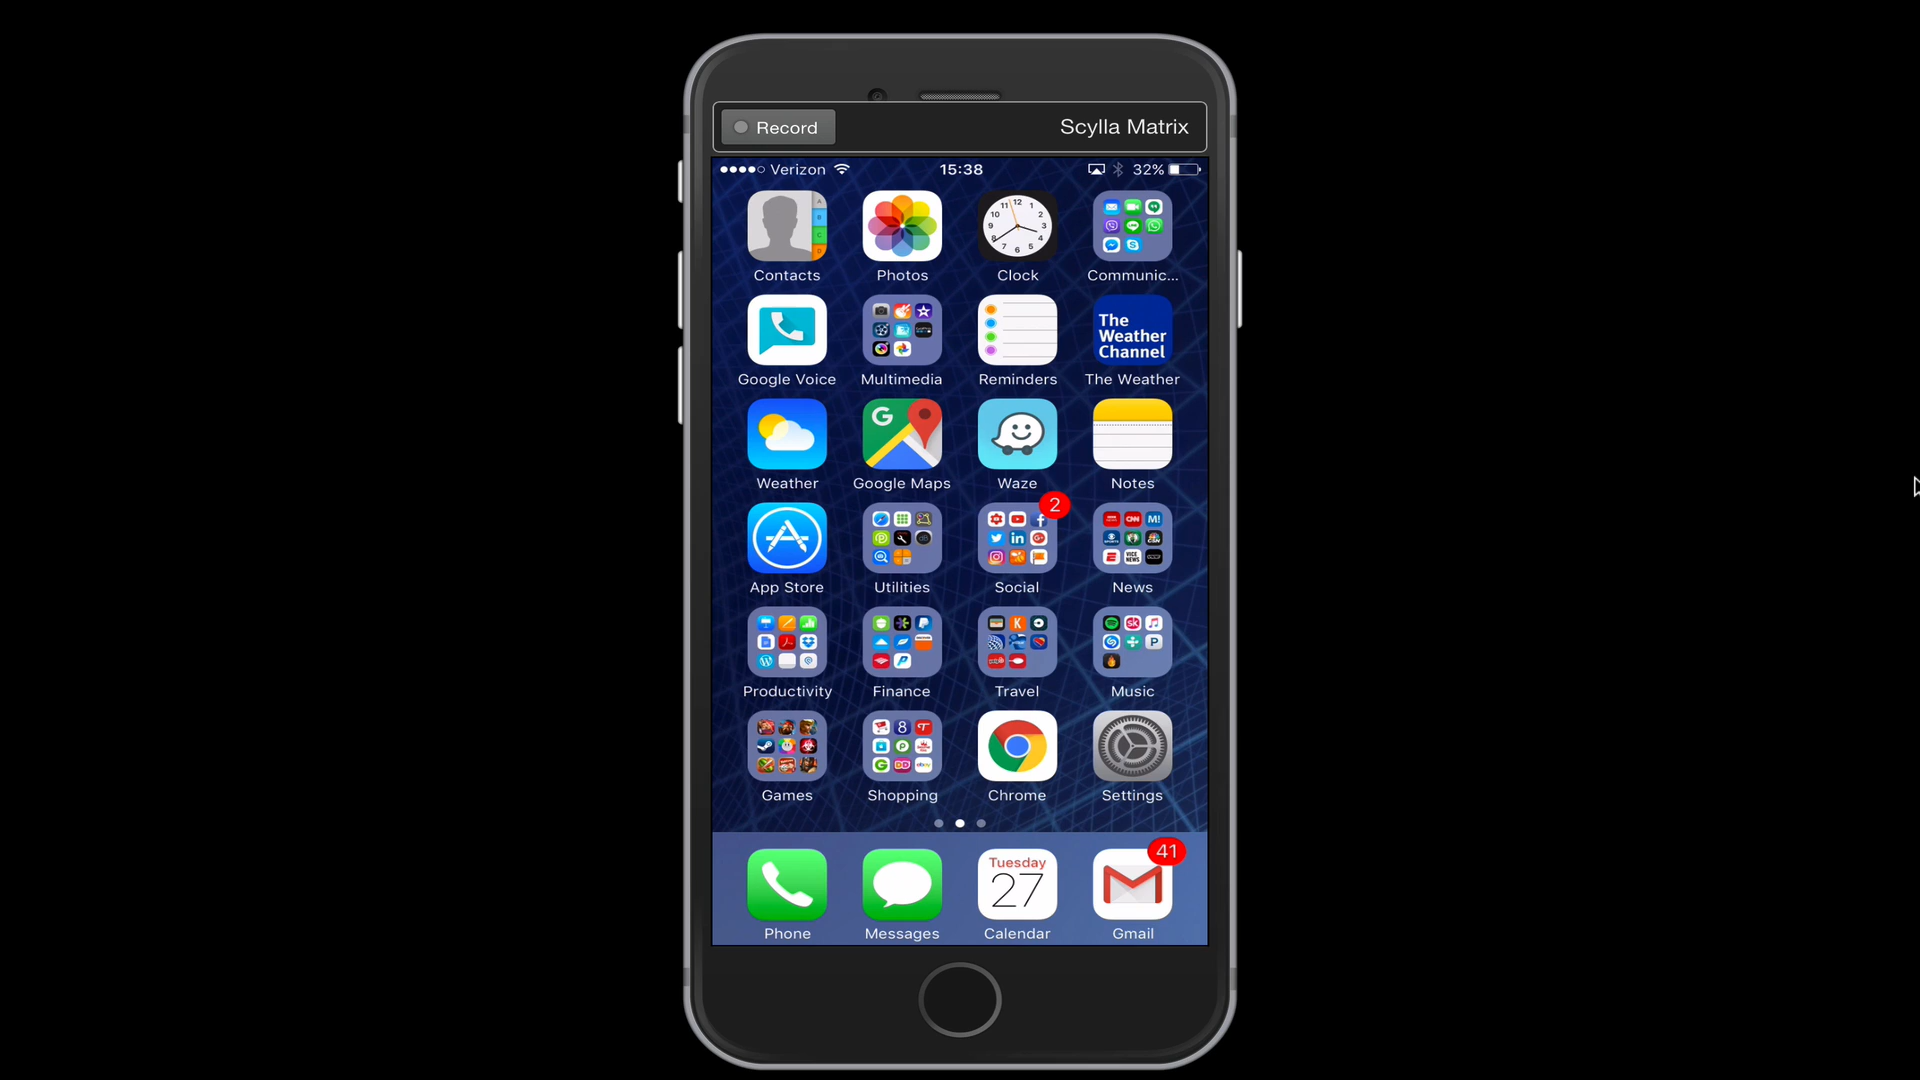 Record
Scylla Matrix
Verizon 15:38 32%
Contacts Photos Clock Communic...
The Weather Channel
Google Voice Multimedia Reminders The Weather
G
Weather Google Maps Waze Notes
2
App Store Utilities Social News
Productivity Finance Travel Music
Games Shopping Chrome Settings
Tuesday
27
41
Phone Messages Calendar Gmail